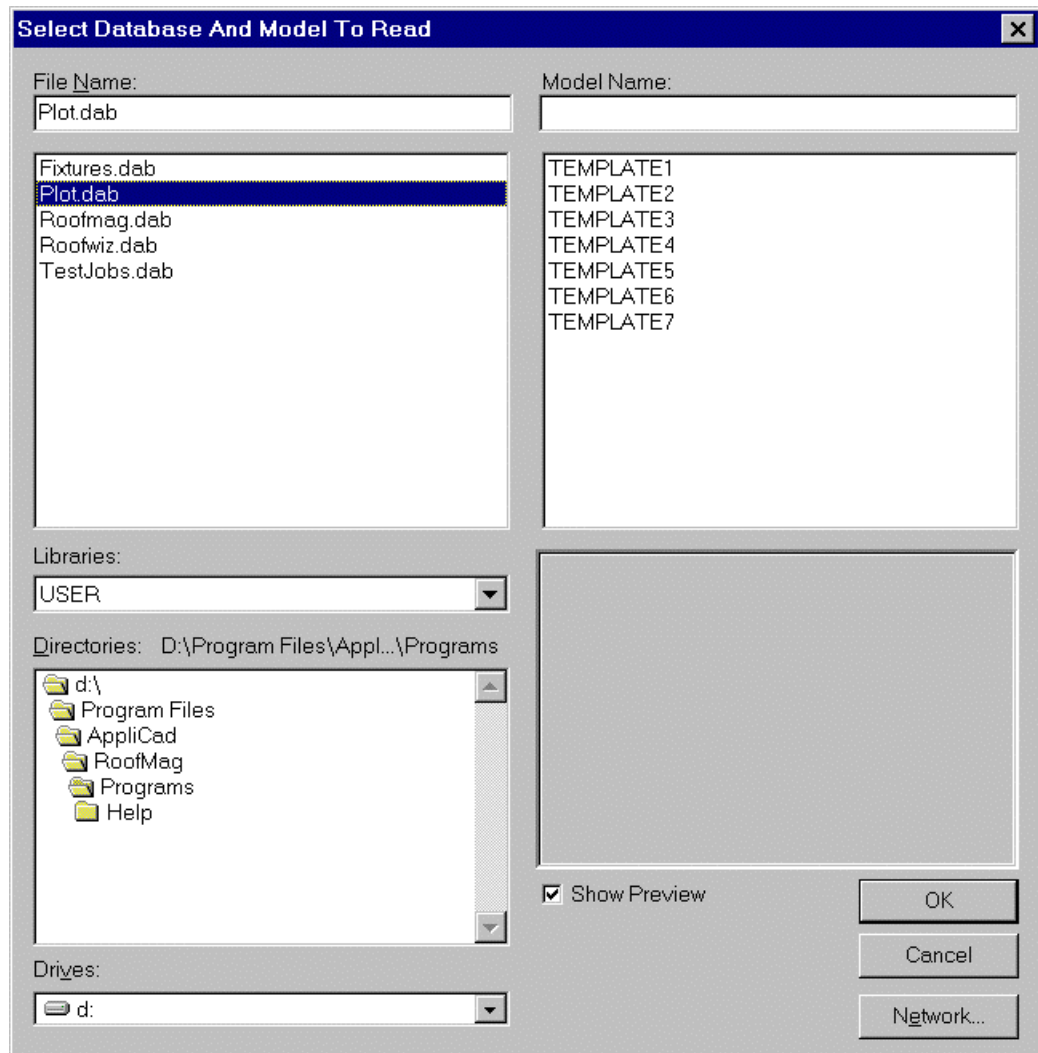 Select Database And Model To Read
File Name:
Plot.dab
Fixtures.dab
Plot.dab
Roofmag.dab
Roofwiz.dab
TestJobs.dab
Model Name:
TEMPLATE1
TEMPLATE2
TEMPLATE3
TEMPLATE4
TEMPLATE5
TEMPLATE6
TEMPLATE7
Libraries:
USER
Directories: D:\Program Files\Appl...\Programs
d:\
Program Files
AppliCad
RoofMag
Programs
Help
Drives:
d:
Show Preview
OK
Cancel
Network...